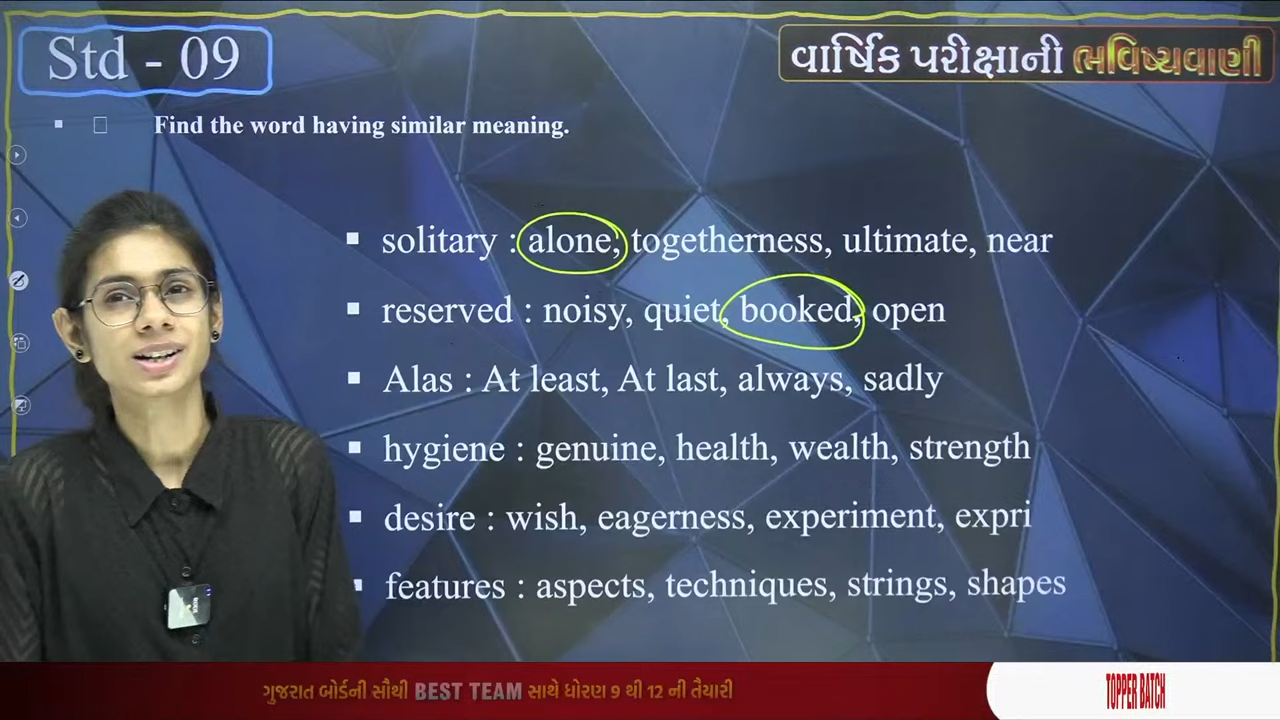 Std - 09
વાર્ષિક પરીક્ષાની ભવિષ્યવાણી
Find the word having similar meaning.
solitary : alone, togetherness, ultimate, near
reserved : noisy, quiet, booked, open
Alas : At least, At last, always, sadly
hygiene : genuine, health, wealth, strength
desire : wish, eagerness, experiment, expri
features : aspects, techniques, strings, shapes
ગુજરાત બોર્ડની સૌથી BEST TEAM સાથે ધોરણ 9 થી 12 ની તૈયારી
TOPPER BATCH